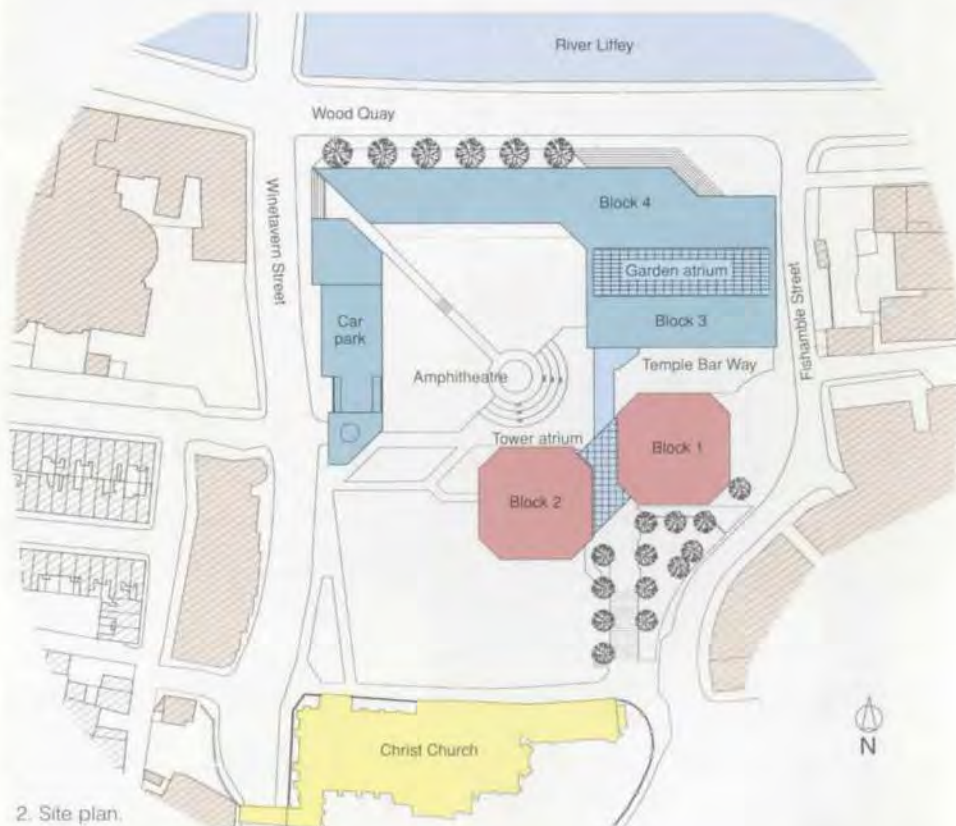 River Liffey
Wood Quay
Winetavern Street
Block 4
Garden atrium
Fishamble Street
Car
park
Block 3
Temple Bar Way
Amphitheatre
Tower atrium
Block 1
Block 2
N
Christ Church
2. Site plan.